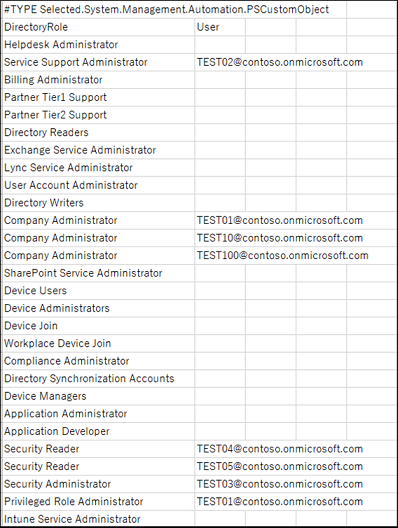 #TYPE Selected.System.Management.Automation.PSCustomObject
DirectoryRole User
Helpdesk Administrator
Service Support Administrator TEST02@contoso.onmicrosoft.com
Billing Administrator
Partner Tier1 Support
Partner Tier2 Support
Directory Readers
Exchange Service Administrator
Lync Service Administrator
User Account Administrator
Directory Writers
Company Administrator TEST01@contoso.onmicrosoft.com
Company Administrator TEST10@contoso.onmicrosoft.com
Company Administrator TEST100@contoso.onmicrosoft.com
SharePoint Service Administrator
Device Users
Device Administrators
Device Join
Workplace Device Join
Compliance Administrator
Directory Synchronization Accounts
Device Managers
Application Administrator
Application Developer
Security Reader TEST04@contoso.onmicrosoft.com
Security Reader TEST05@contoso.onmicrosoft.com
Security Administrator TEST03@contoso.onmicrosoft.com
Privileged Role Administrator TEST01@contoso.onmicrosoft.com
Intune Service Administrator